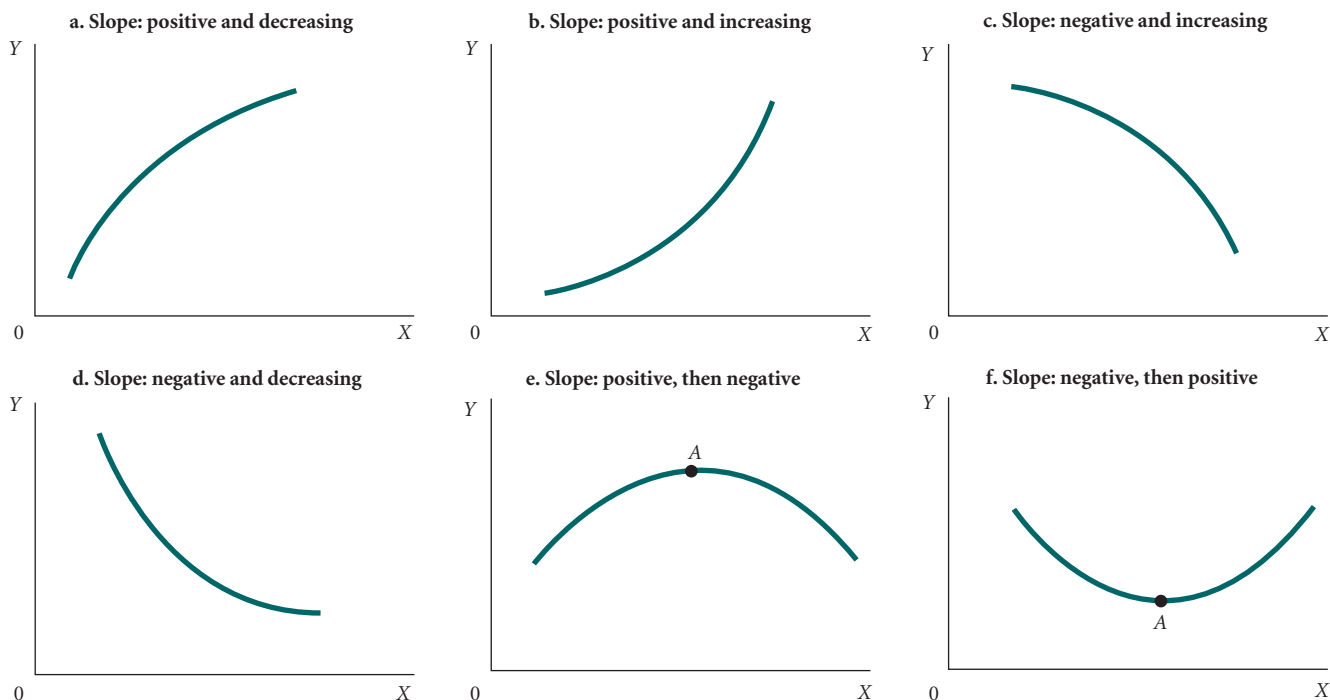 a. Slope: positive and decreasing
Y
0
X
b. Slope: positive and increasing
Y
0
X
c. Slope: negative and increasing
Y
0
X
d. Slope: negative and decreasing
Y
0
X
e. Slope: positive, then negative
Y
A
0
X
f. Slope: negative, then positive
Y
A
0
X